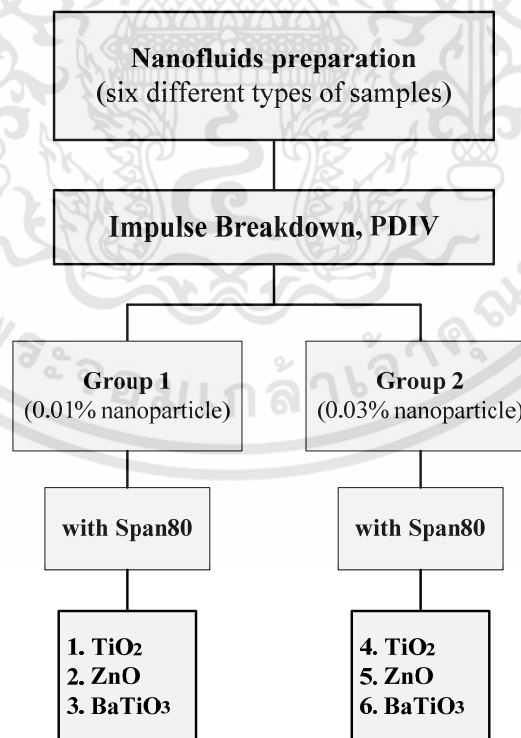 Nanofluids preparation
(six different types of samples)
Impulse Breakdown, PDIV
Group 1
(0.01% nanoparticle)
Group 2
(0.03% nanoparticle)
with Span80
with Span80
1. TiO2
2. ZnO
3. BaTiO3
4. TiO2
5. ZnO
6. BaTiO3